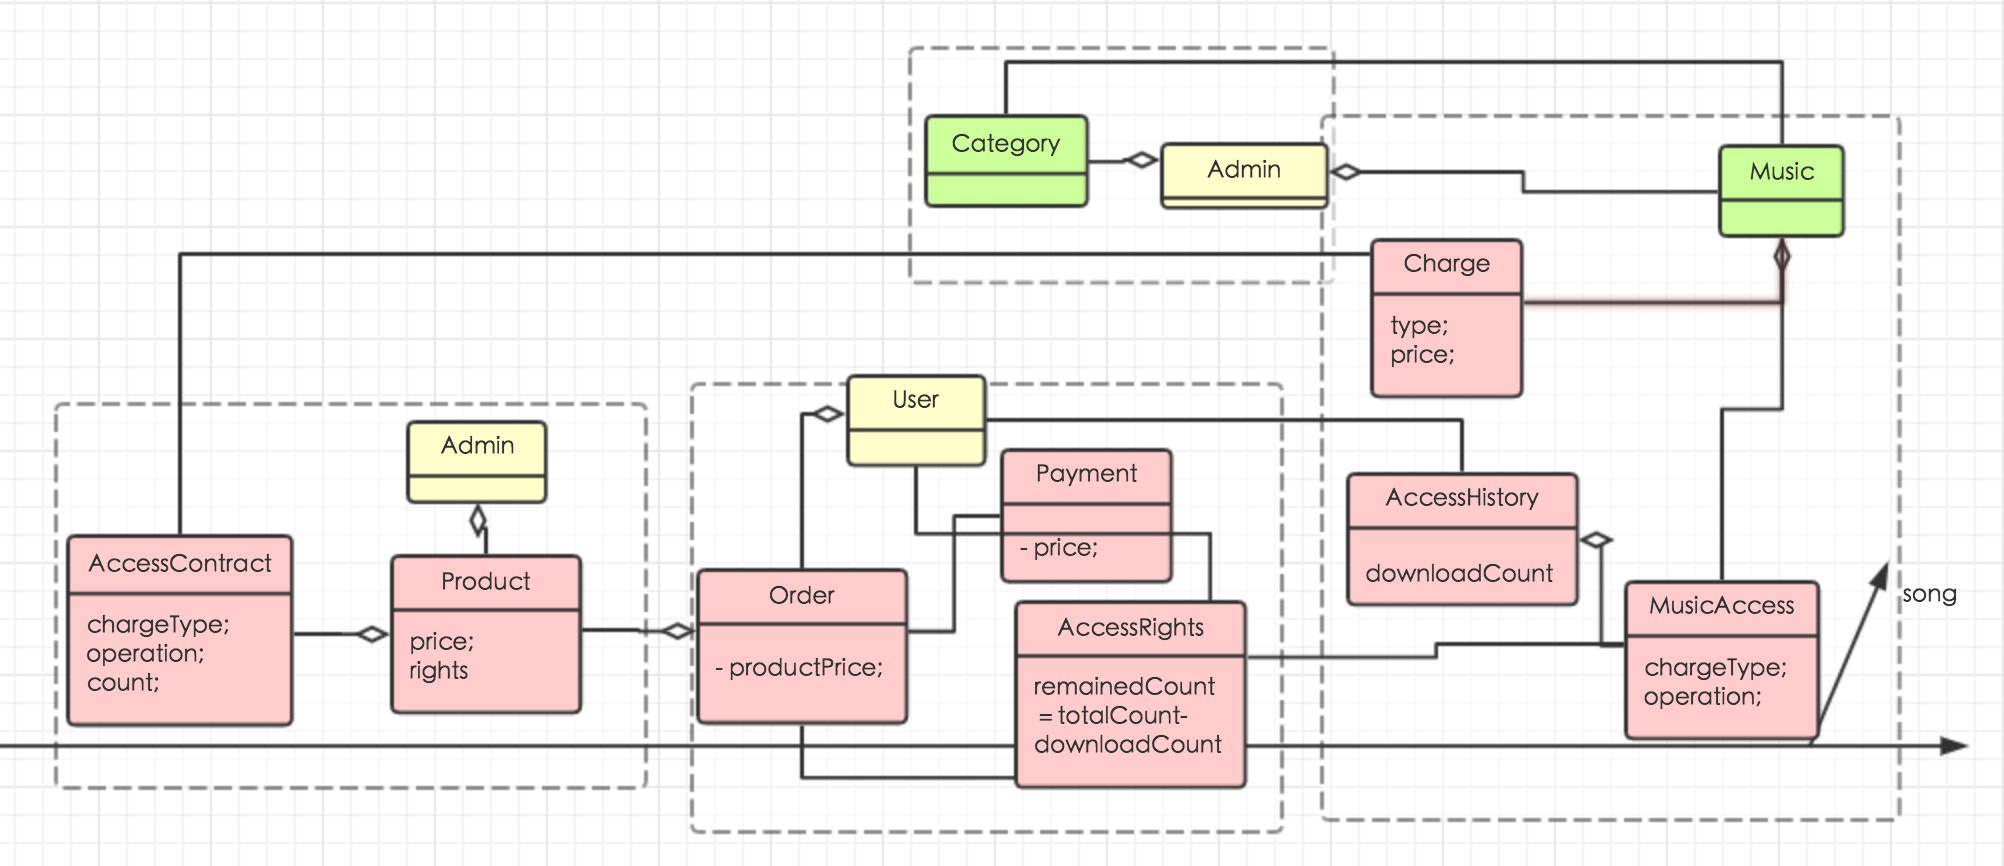 Category
Admin
Music
Charge
type;
price;
User
Admin
Payment
- price;
AccessHistory
downloadCount
AccessContract
chargeType;
operation;
count;
Product
price;
rights
Order
- productPrice;
AccessRights
remainedCount
= totalCount-
downloadCount
MusicAccess
chargeType;
operation;
song